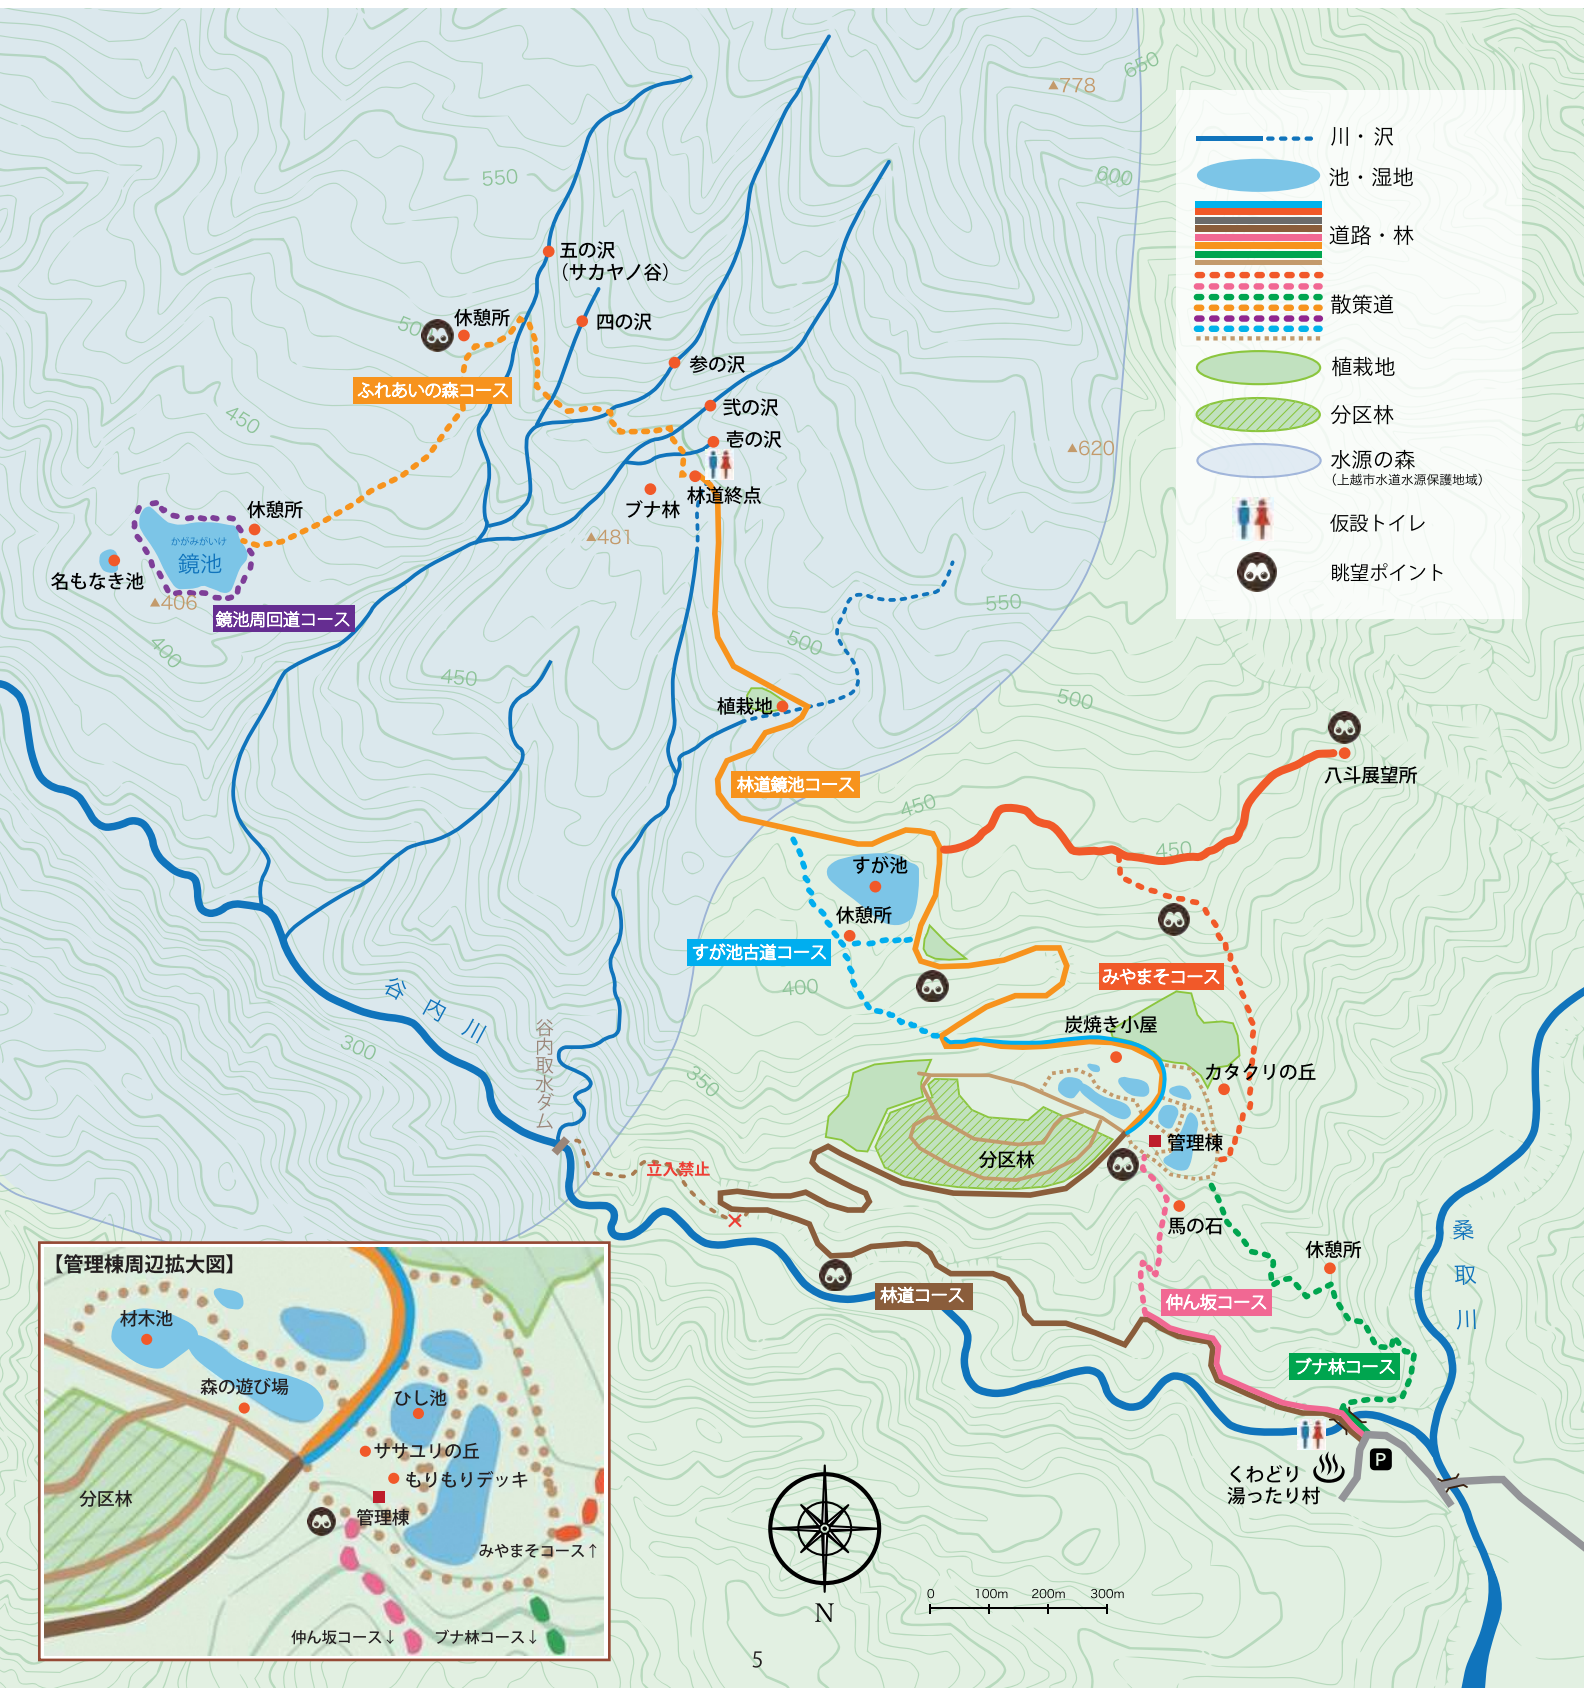 650
▲778
川・沢
池・湿地
600
550
道路・林
五の沢
（サカヤノ谷）
散策道
休憩所
四の沢
500
参の沢
植栽地
ふれあいの森コース
弐の沢
分区林
450
壱の沢
▲620
水源の森
（上越市水道水源保護地域）
林道終点
ブナ林
休憩所
仮設トイレ
▲481
かがみがいけ
鏡池
眺望ポイント
名もなき池
▲406
550
鏡池周回道コース
400
500
450
500
植栽地
八斗展望所
林道鏡池コース
450
450
すが池
休憩所
すが池古道コース
みやまそコース
400
谷内川
炭焼き小屋
谷内取水ダム
300
350
カタクリの丘
管理棟
分区林
立入禁止
馬の石
桑取川
休憩所
【管理棟周辺拡大図】
林道コース
仲ん坂コース
材木池
ブナ林コース
森の遊び場
ひし池
ササユリの丘
もりもりデッキ
P
くわどり
湯ったり村
分区林
管理棟
みやまそコース↑
0 100m 200m 300m
N
仲ん坂コース↓
ブナ林コース↓
5